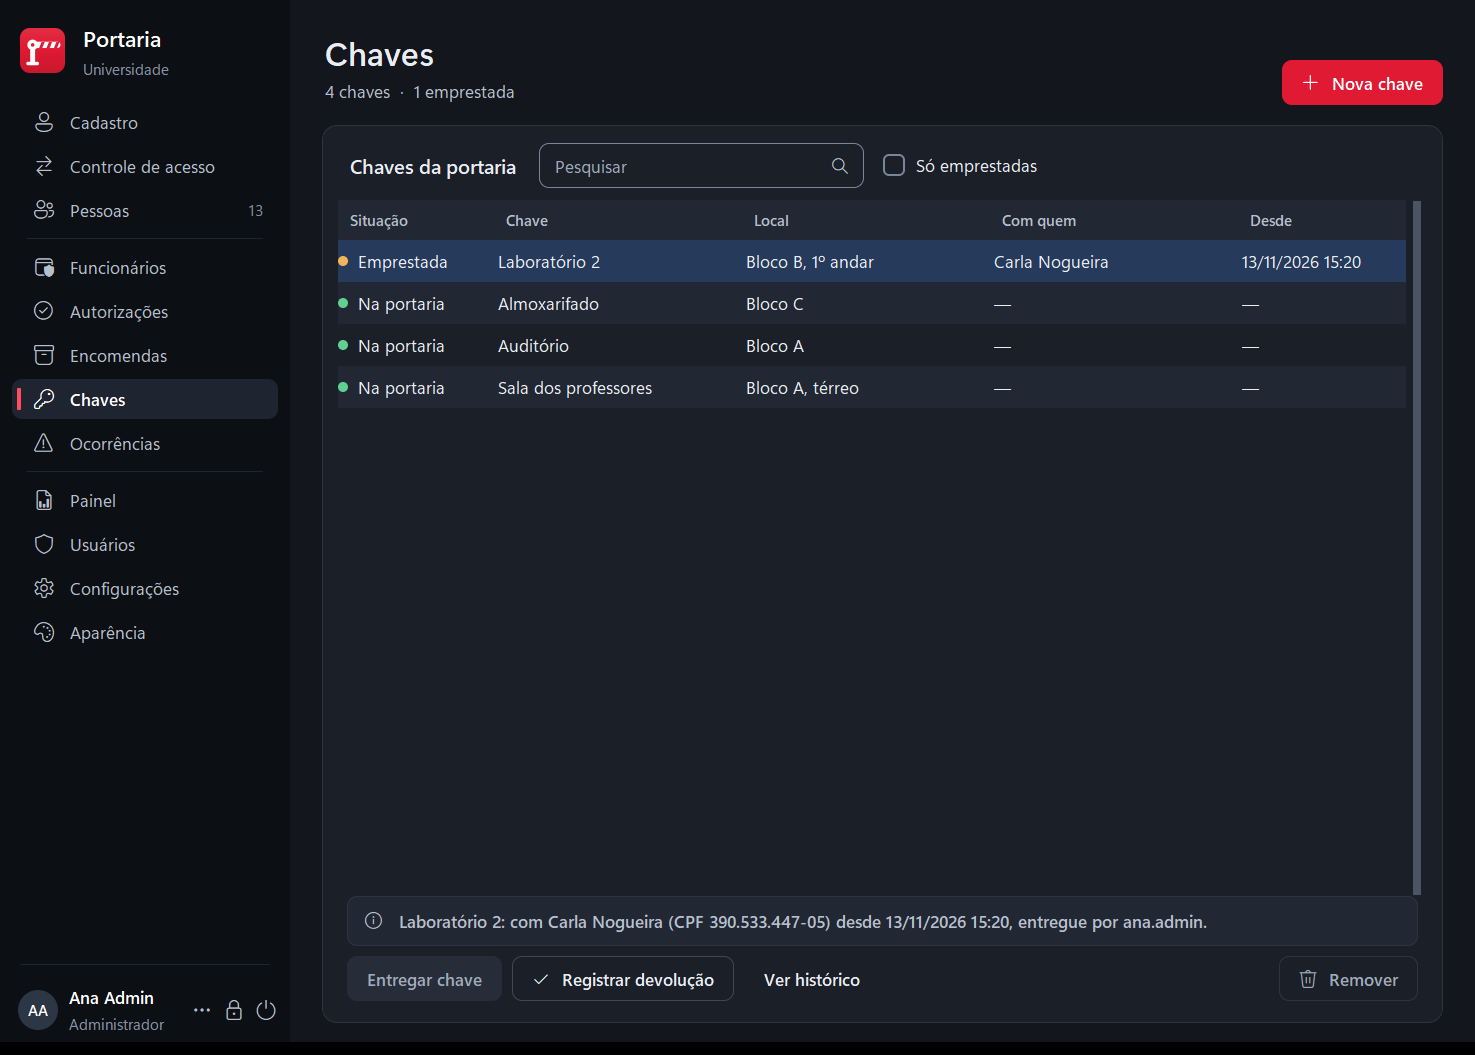 Portaria
Universidade
Cadastro
Controle de acesso
Pessoas 13
Funcionários
Autorizações
Encomendas
Chaves
Ocorrências
Painel
Usuários
Configurações
Aparência
AA
Ana Admin
Administrador
Chaves
4 chaves · 1 emprestada
Nova chave
Chaves da portaria
Pesquisar
Só emprestadas
Situação Chave Local Com quem Desde
Emprestada Laboratório 2 Bloco B, 1º andar Carla Nogueira 13/11/2026 15:20
Na portaria Almoxarifado Bloco C — —
Na portaria Auditório Bloco A — —
Na portaria Sala dos professores Bloco A, térreo — —
Laboratório 2: com Carla Nogueira (CPF 390.533.447-05) desde 13/11/2026 15:20, entregue por ana.admin.
Entregar chave
Registrar devolução
Ver histórico
Remover